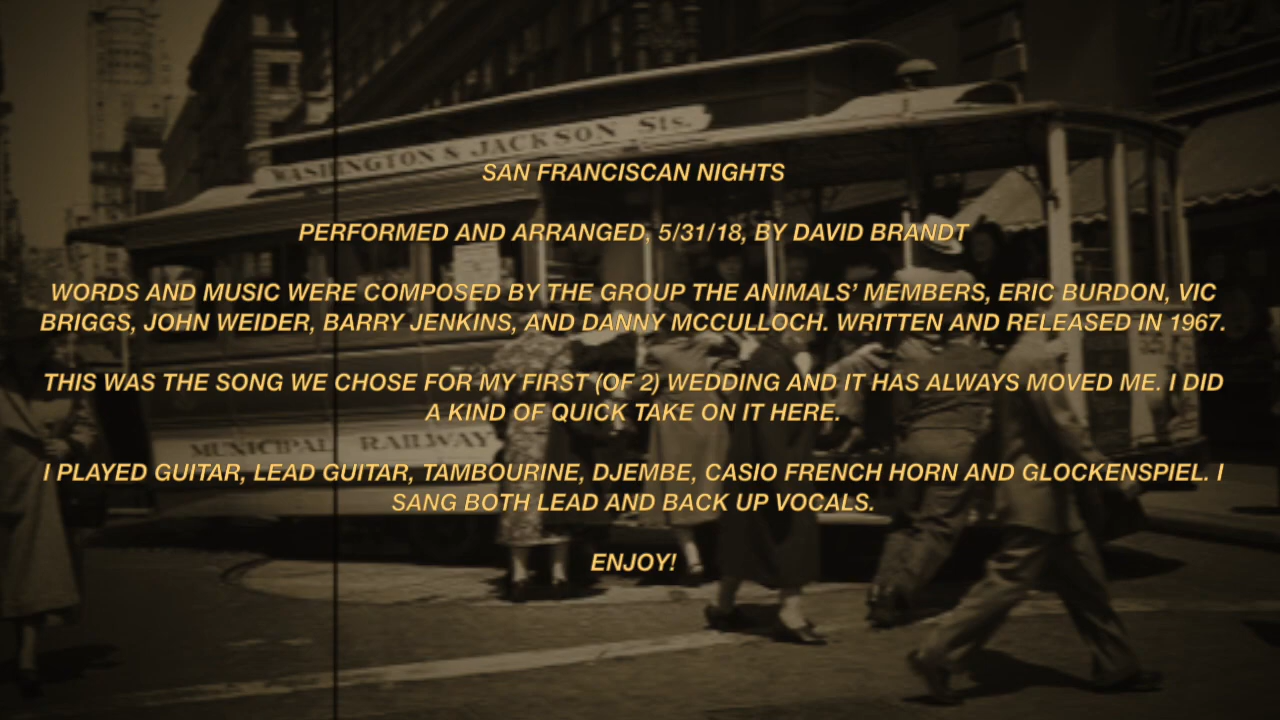 WASHINGTON & JACKSON Sts.
SAN FRANCISCAN NIGHTS
PERFORMED AND ARRANGED, 5/31/18, BY DAVID BRANDT
WORDS AND MUSIC WERE COMPOSED BY THE GROUP THE ANIMALS’ MEMBERS, ERIC BURDON, VIC
BRIGGS, JOHN WEIDER, BARRY JENKINS, AND DANNY MCCULLOCH. WRITTEN AND RELEASED IN 1967.
THIS WAS THE SONG WE CHOSE FOR MY FIRST (OF 2) WEDDING AND IT HAS ALWAYS MOVED ME. I DID
A KIND OF QUICK TAKE ON IT HERE.
MUNICIPAL RAILWAY
I PLAYED GUITAR, LEAD GUITAR, TAMBOURINE, DJEMBE, CASIO FRENCH HORN AND GLOCKENSPIEL. I
SANG BOTH LEAD AND BACK UP VOCALS.
ENJOY!